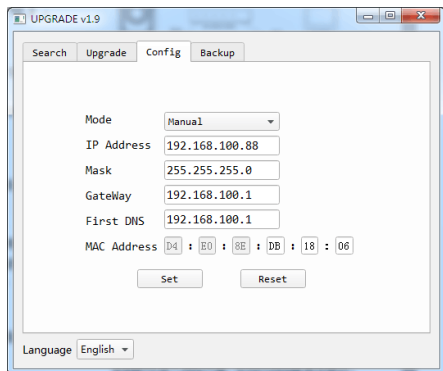 UPGRADE v1.9
Search Upgrade Config Backup
Mode Manual
IP Address 192.168.100.88
Mask 255.255.255.0
GateWay 192.168.100.1
First DNS 192.168.100.1
MAC Address D4 : E0 : 8E : DB : 18 : 06
Set Reset
Language English